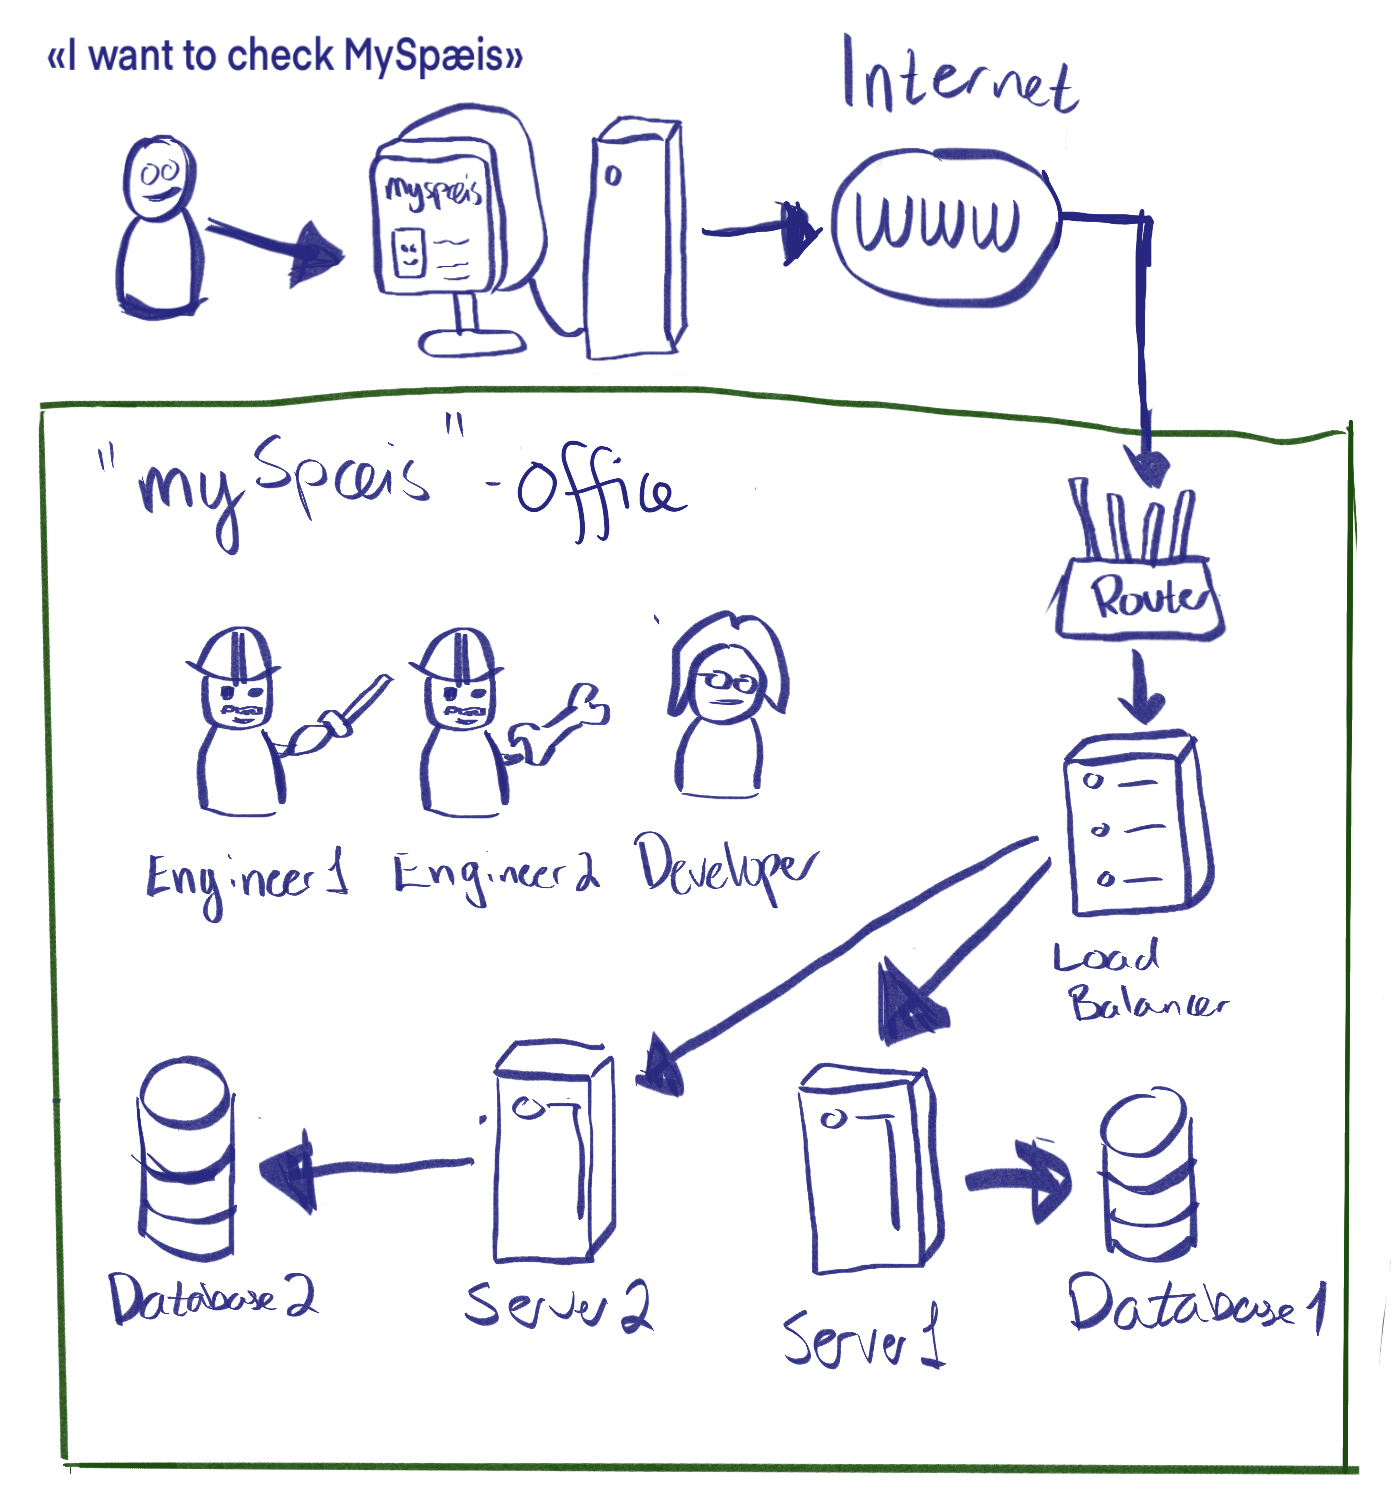 «I want to check MySpæis»
Internet
myspæis
WWW
"mySpæis" - office
Router
Engineer 1
Engineer 2
Developer
Load
Balancer
Database 2
Server 2
Server 1
Database 1